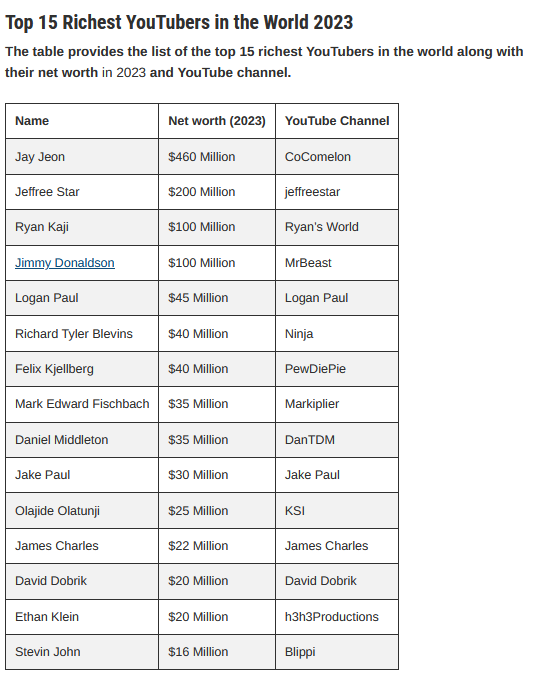 Top 15 Richest YouTubers in the World 2023
The table provides the list of the top 15 richest YouTubers in the world along with
their net worth in 2023 and YouTube channel.
Name Net worth (2023) YouTube Channel
Jay Jeon $460 Million CoComelon
Jeffree Star $200 Million jeffreestar
Ryan Kaji $100 Million Ryan's World
Jimmy Donaldson $100 Million MrBeast
Logan Paul $45 Million Logan Paul
Richard Tyler Blevins $40 Million Ninja
Felix Kjellberg $40 Million PewDiePie
Mark Edward Fischbach $35 Million Markiplier
Daniel Middleton $35 Million DanTDM
Jake Paul $30 Million Jake Paul
Olajide Olatunji $25 Million KSI
James Charles $22 Million James Charles
David Dobrik $20 Million David Dobrik
Ethan Klein $20 Million h3h3Productions
Stevin John $16 Million Blippi